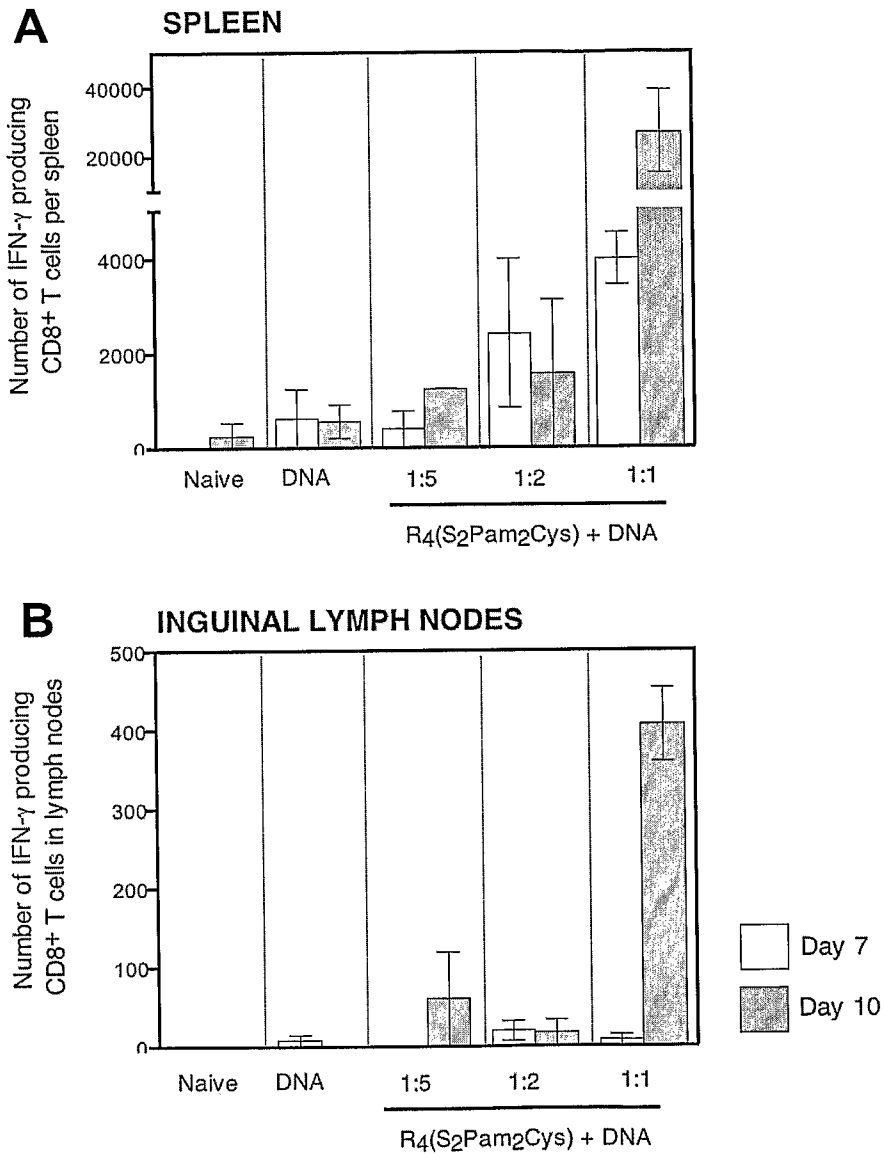 A
SPLEEN
Number of IFN-γ producing
CD8+ T cells per spleen
40000
20000
4000
2000
0
Naive DNA 1:5 1:2 1:1
R4(S2Pam2Cys) + DNA
B
INGUINAL LYMPH NODES
Number of IFN-γ producing
CD8+ T cells in lymph nodes
500
400
300
200
100
0
Day 7
Day 10
Naive DNA 1:5 1:2 1:1
R4(S2Pam2Cys) + DNA